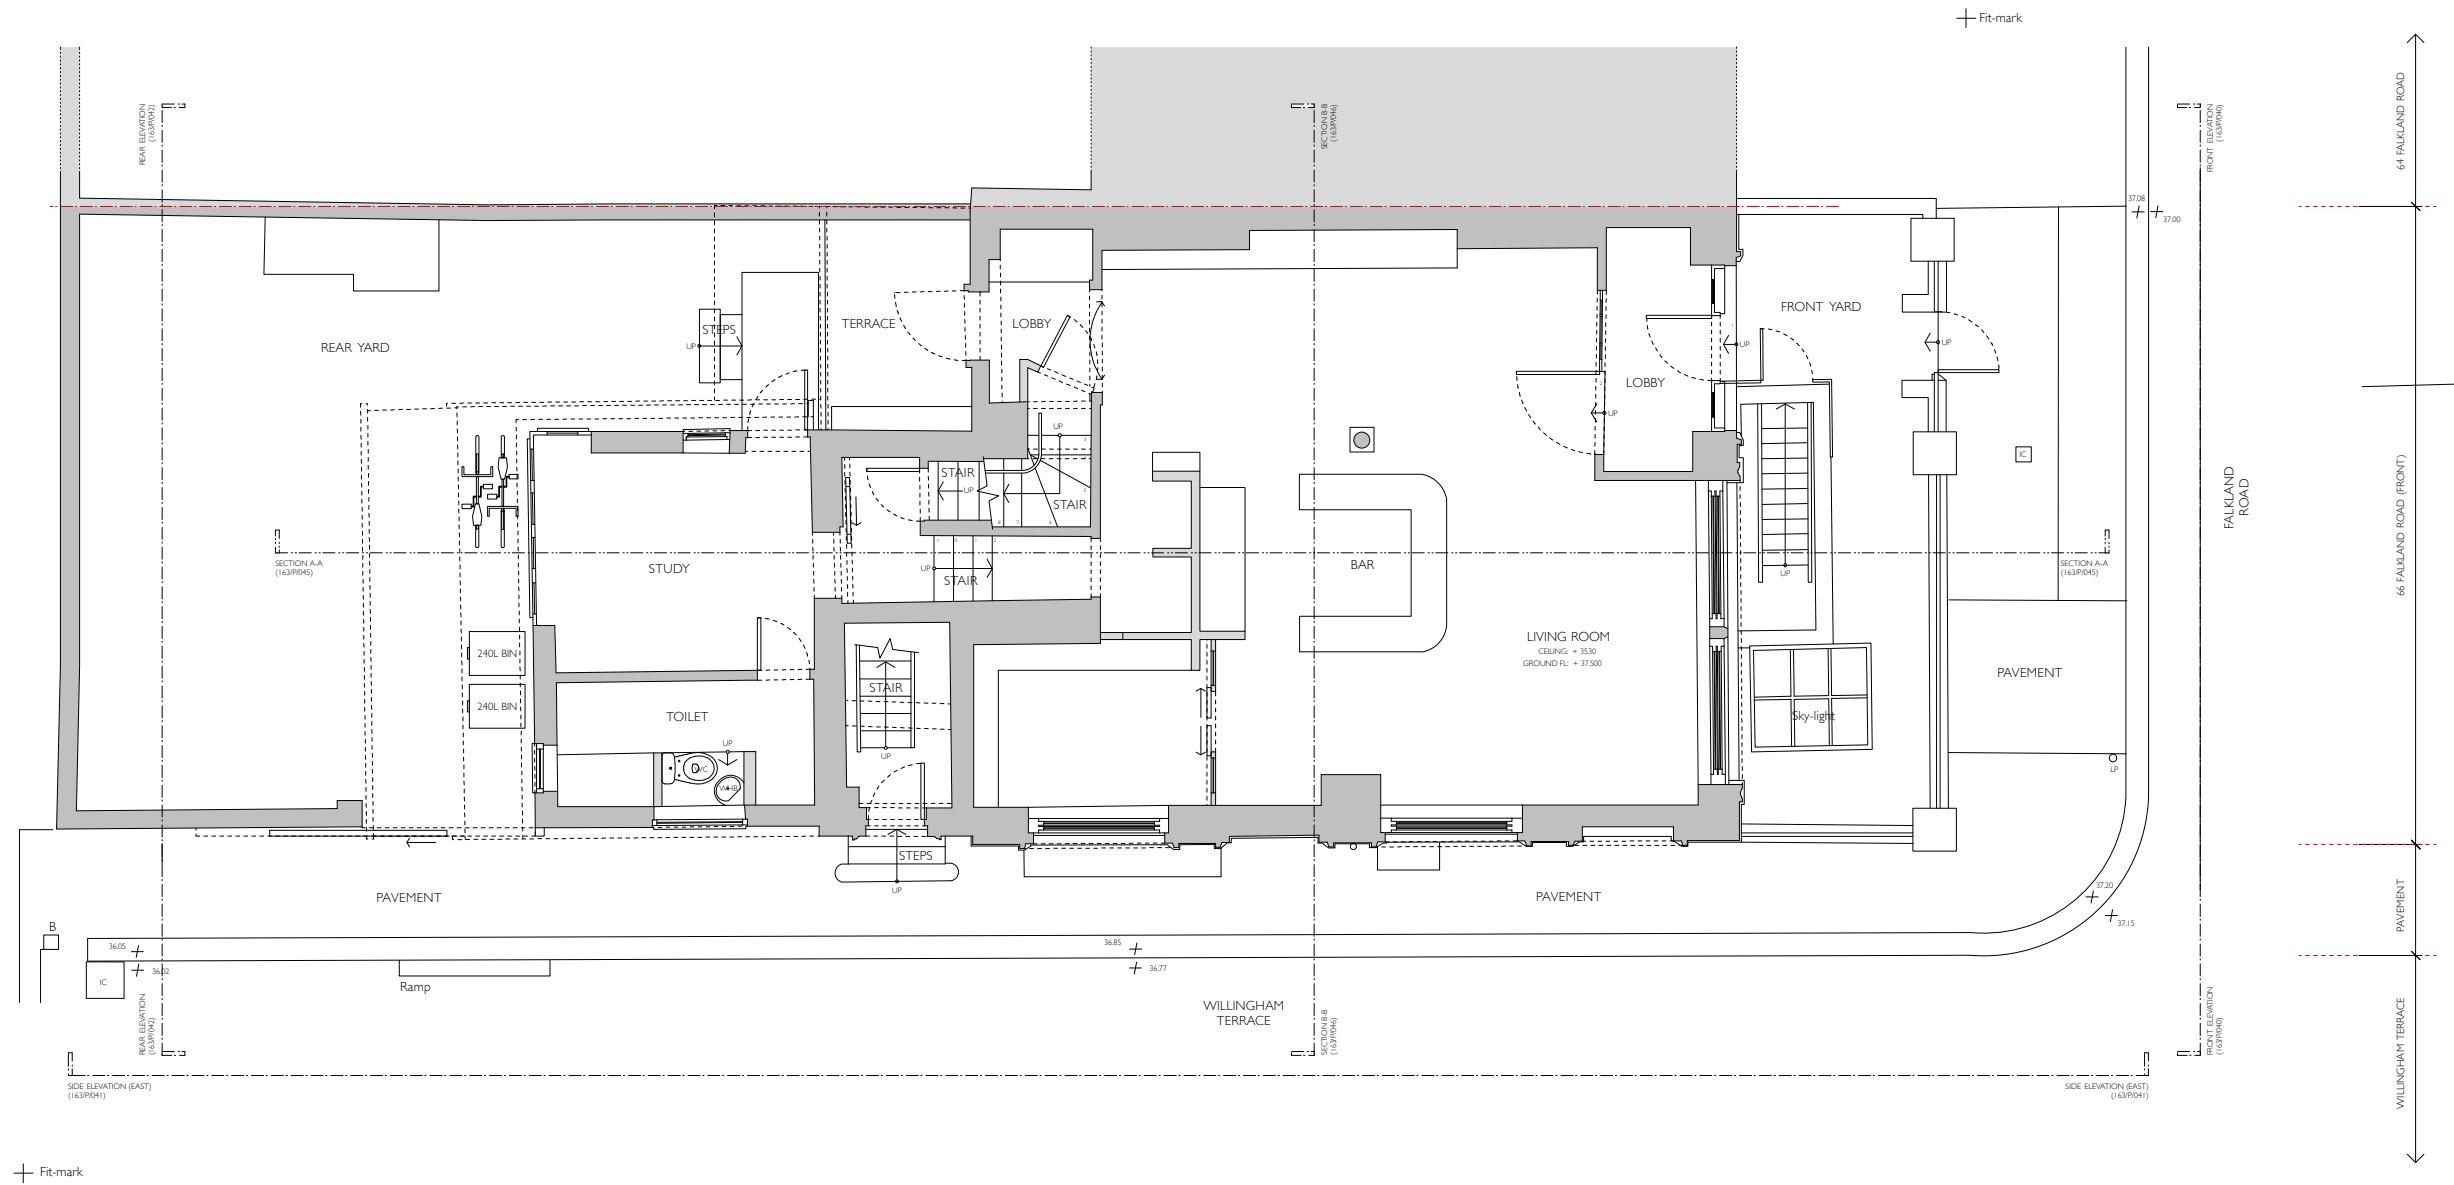 Fit-mark
REAR ELEVATION
(163/P/042)
SECTION B-B
(163/P/046)
FRONT ELEVATION
(163/P/040)
64 FALKLAND ROAD
37.08
37.00
REAR YARD
STEPS
UP
TERRACE
LOBBY
UP
STAIR
UP
STAIR
UP
STAIR
LOBBY
UP
UP
FRONT YARD
UP
UP
IC
FALKLAND
ROAD
66 FALKLAND ROAD (FRONT)
SECTION A-A
(163/P/045)
STUDY
BAR
SECTION A-A
(163/P/045)
LIVING ROOM
CEILING: + 3530
GROUND FL: + 37.500
240L BIN
240L BIN
TOILET
UP
WC
WHB
STAIR
UP
STEPS
UP
Sky-light
PAVEMENT
LP
PAVEMENT
PAVEMENT
37.20
37.15
PAVEMENT
B
36.05
36.02
IC
Ramp
36.85
36.77
WILLINGHAM
TERRACE
REAR ELEVATION
(163/P/042)
SECTION B-B
(163/P/046)
FRONT ELEVATION
(163/P/040)
WILLINGHAM TERRACE
SIDE ELEVATION (EAST)
(163/P/041)
SIDE ELEVATION (EAST)
(163/P/041)
Fit-mark